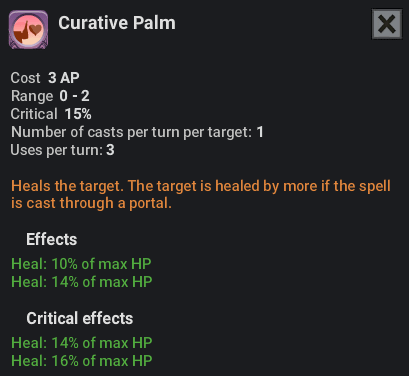 Curative Palm
Cost 3 AP
Range 0 - 2
Critical 15%
Number of casts per turn per target: 1
Uses per turn: 3
Heals the target. The target is healed by more if the spell
is cast through a portal.
Effects
Heal: 10% of max HP
Heal: 14% of max HP
Critical effects
Heal: 14% of max HP
Heal: 16% of max HP